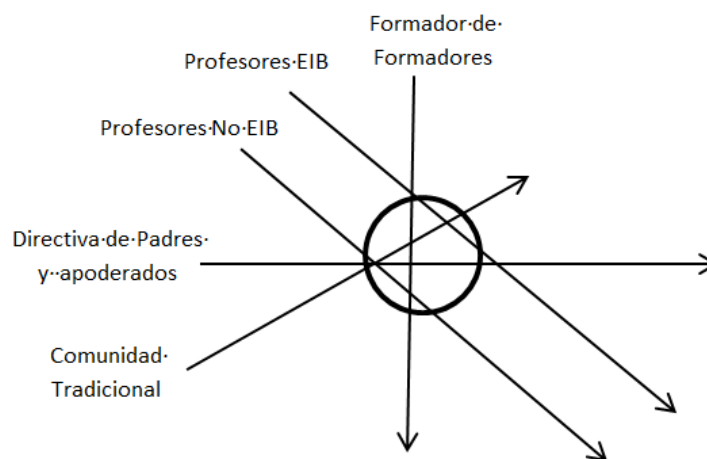 Formador·de·
Formadores
Profesores·EIB
Profesores·No·EIB
Directiva·de·Padres·
y··apoderados
Comunidad·
Tradicional